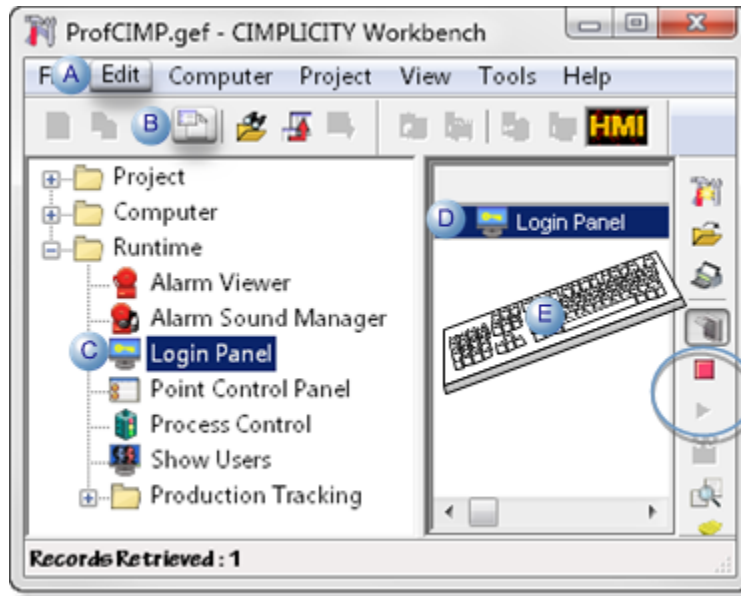 ProfCIMP.gef - CIMPLICITY Workbench
F A Edit Computer Project View Tools Help
B HMI
Project
Computer
Runtime
Alarm Viewer
Alarm Sound Manager
C Login Panel
Point Control Panel
Process Control
Show Users
Production Tracking
D Login Panel
E
Records Retrieved : 1